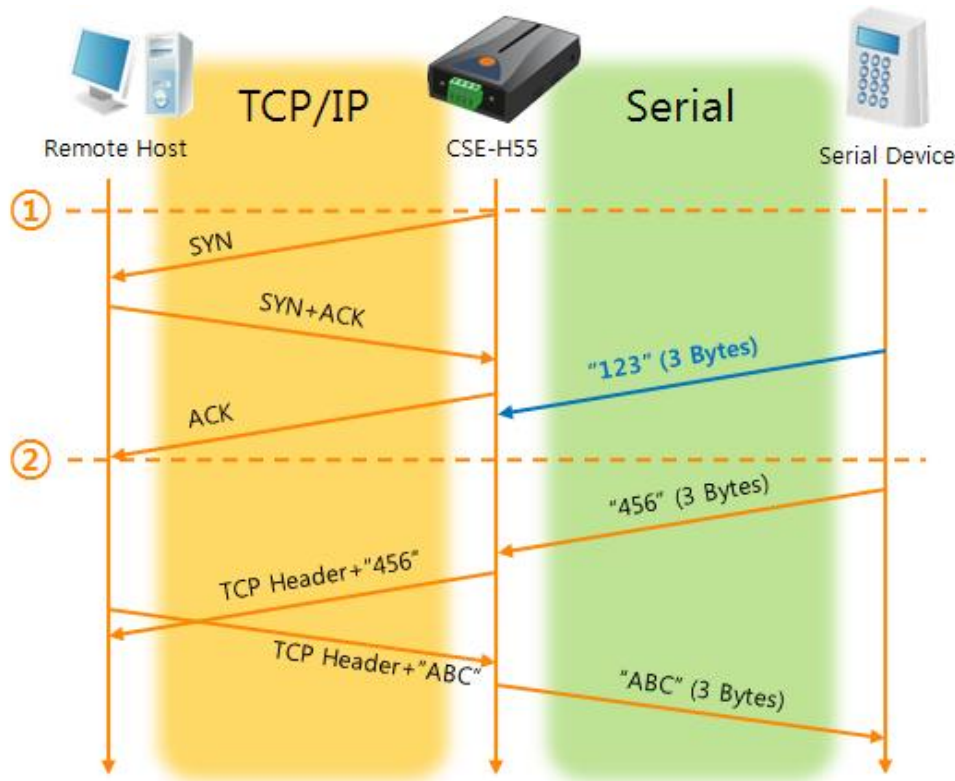 TCP/IP
Serial
Remote Host
CSE-H55
Serial Device
①
SYN
SYN+ACK
“123” (3 Bytes)
ACK
②
“456” (3 Bytes)
TCP Header+“456”
TCP Header+“ABC”
“ABC” (3 Bytes)